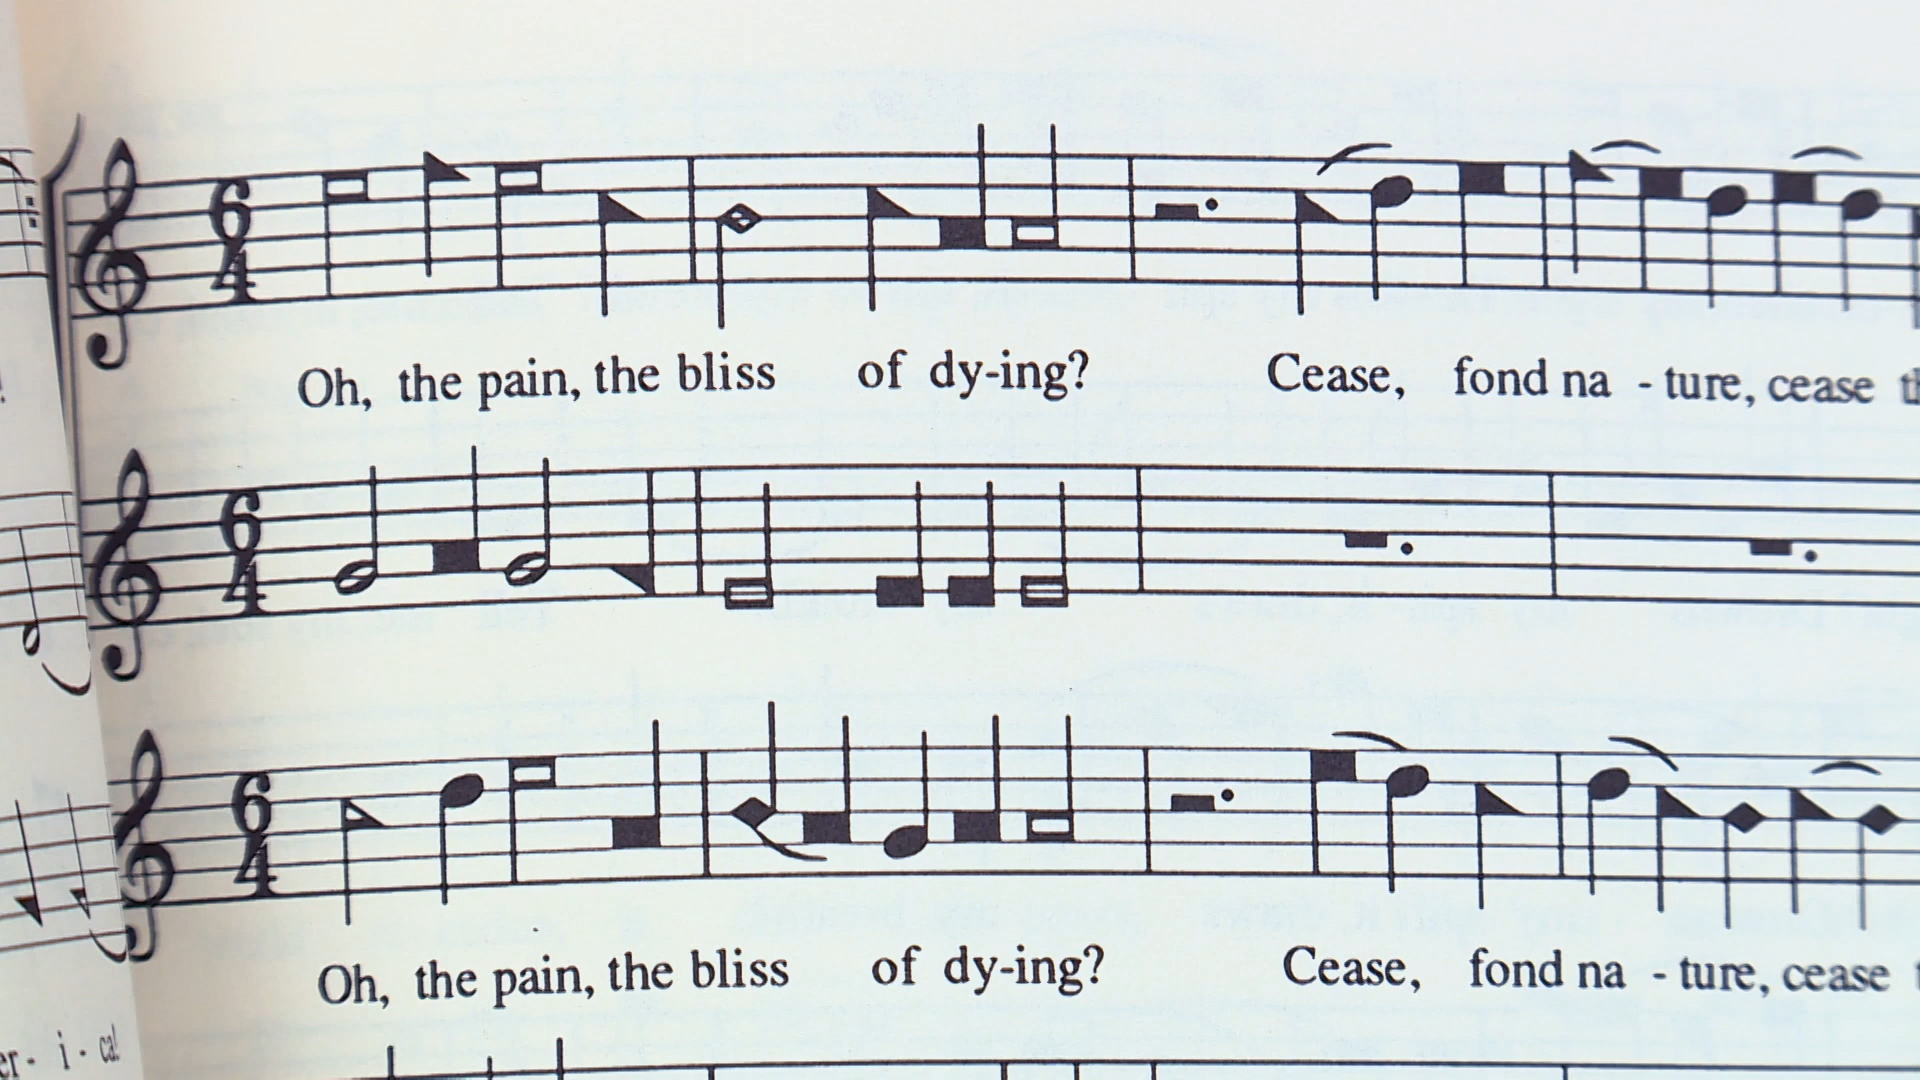 6
4
Oh, the pain, the bliss of dy-ing? Cease, fond na - ture, cease
6
4
6
4
Oh, the pain, the bliss of dy-ing? Cease, fond na - ture, cease
er - i - ca!